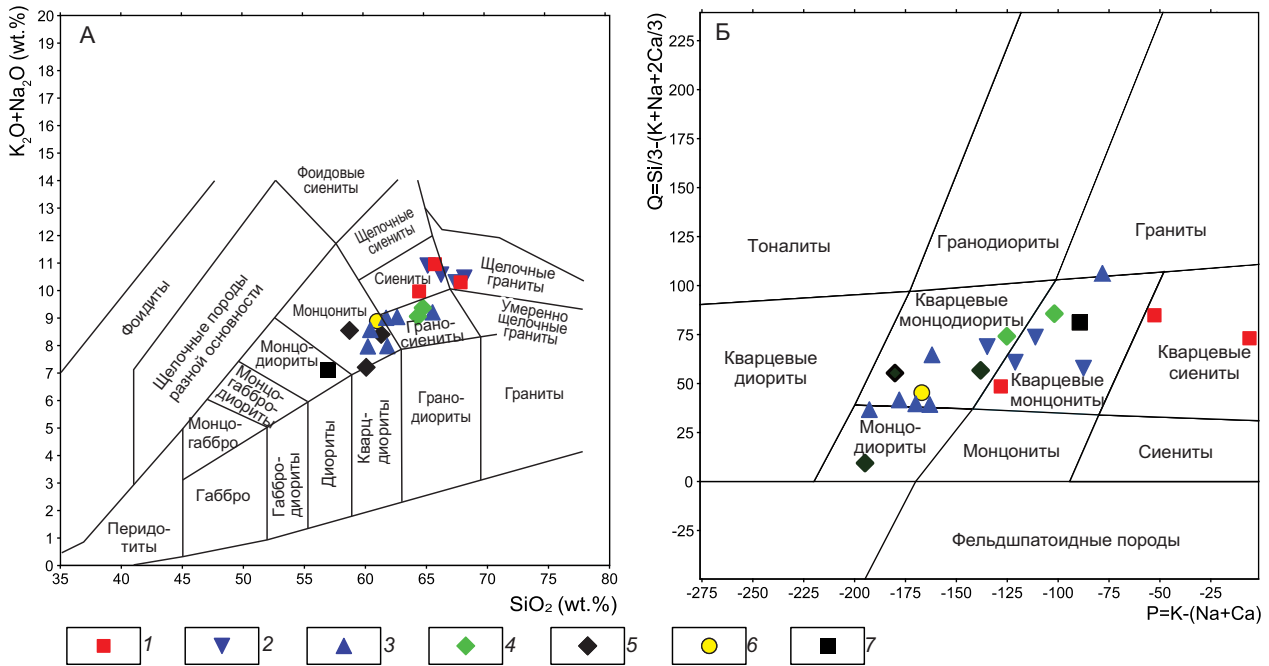 А
K₂O+Na₂O (wt.%)
20
19
18
17
16
15
14
13
12
11
10
9
8
7
6
5
4
3
2
1
0
35
40
45
50
55
60
65
70
75
80
SiO₂ (wt.%)
Фоидиты
Щелочные породы
разной основности
Фоидовые
сиениты
Щелочные
сиениты
Сиениты
Щелочные
граниты
Умеренно
щелочные
граниты
Монцониты
Грано-
сиениты
Монцо-
диориты
Монцо-
габбро-
диориты
Монцо-
габбро
Габбро
Габбро-
диориты
Диориты
Кварц-
диориты
Грано-
диориты
Граниты
Перидо-
титы
Б
Q=Si/3-(K+Na+2Ca/3)
225
200
175
150
125
100
75
50
25
0
-25
-275
-250
-225
-200
-175
-150
-125
-100
-75
-50
-25
P=K-(Na+Ca)
Тоналиты
Гранодиориты
Граниты
Кварцевые
диориты
Кварцевые
монцодиориты
Кварцевые
монцониты
Кварцевые
сиениты
Монцо-
диориты
Монцониты
Сиениты
Фельдшпатоидные породы
1
2
3
4
5
6
7